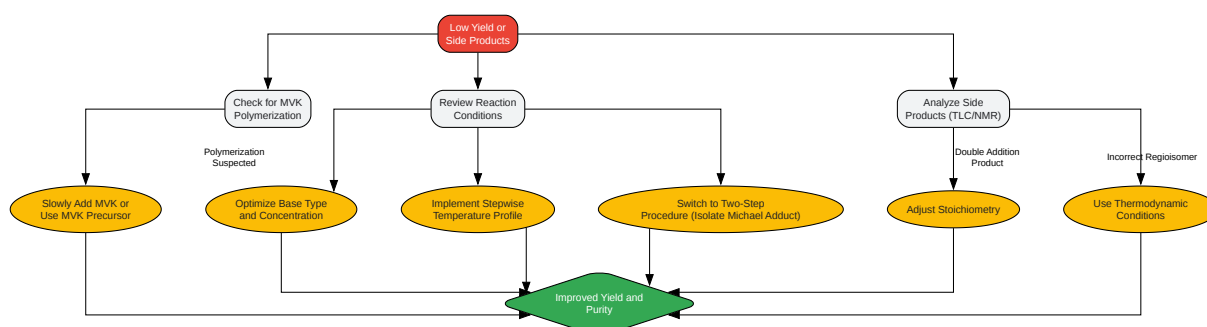 Low Yield or
Side Products
Check for MVK
Polymerization
Review Reaction
Conditions
Analyze Side
Products (TLC/NMR)
Polymerization
Suspected
Double Addition
Product
Incorrect Regioisomer
Slowly Add MVK or
Use MVK Precursor
Optimize Base Type
and Concentration
Implement Stepwise
Temperature Profile
Switch to Two-Step
Procedure (Isolate Michael Adduct)
Adjust Stoichiometry
Use Thermodynamic
Conditions
Improved Yield and
Purity